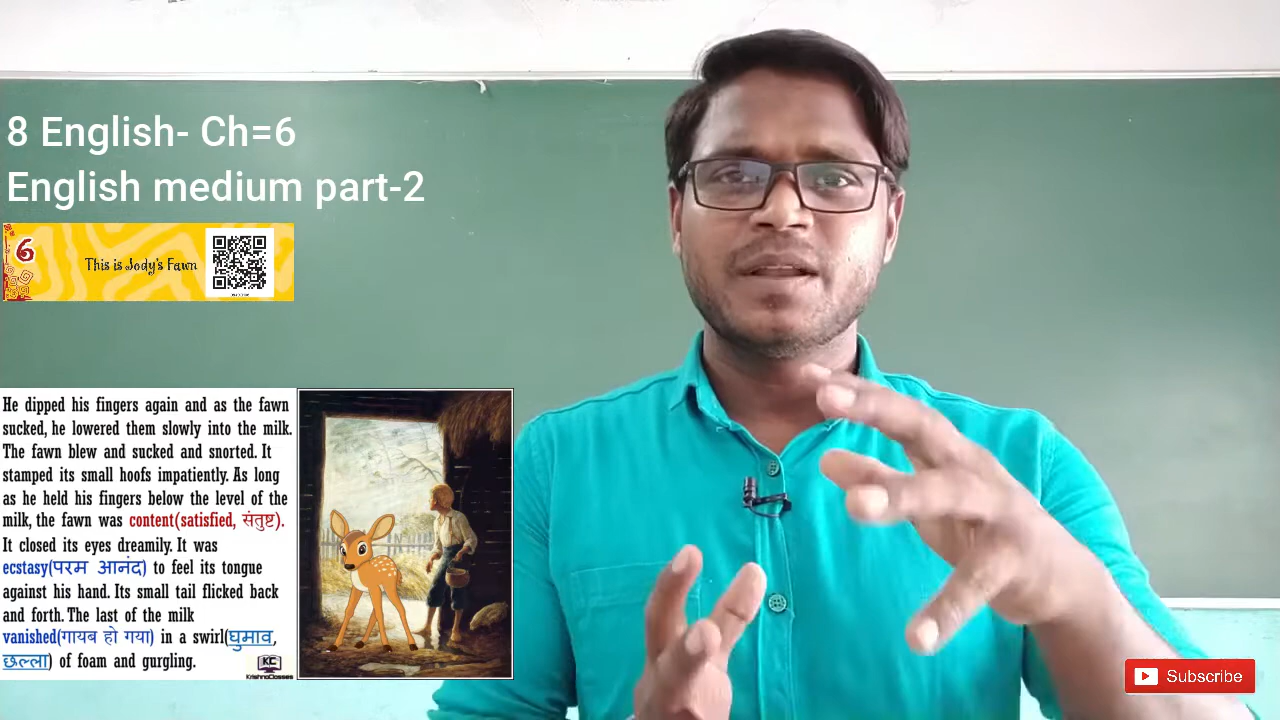 8 English- Ch=6
English medium part-2
6
This is Jody's Fawn
He dipped his fingers again and as the fawn
sucked, he lowered them slowly into the milk.
The fawn blew and sucked and snorted. It
stamped its small hoofs impatiently. As long
as he held his fingers below the level of the
milk, the fawn was content(satisfied, संतुष्ट).
It closed its eyes dreamily. It was
ecstasy(परम आनंद) to feel its tongue
against his hand. Its small tail flicked back
and forth. The last of the milk
vanished(गायब हो गया) in a swirl(घुमाव,
छल्ला) of foam and gurgling.
KC
KrishnaClasses
Subscribe